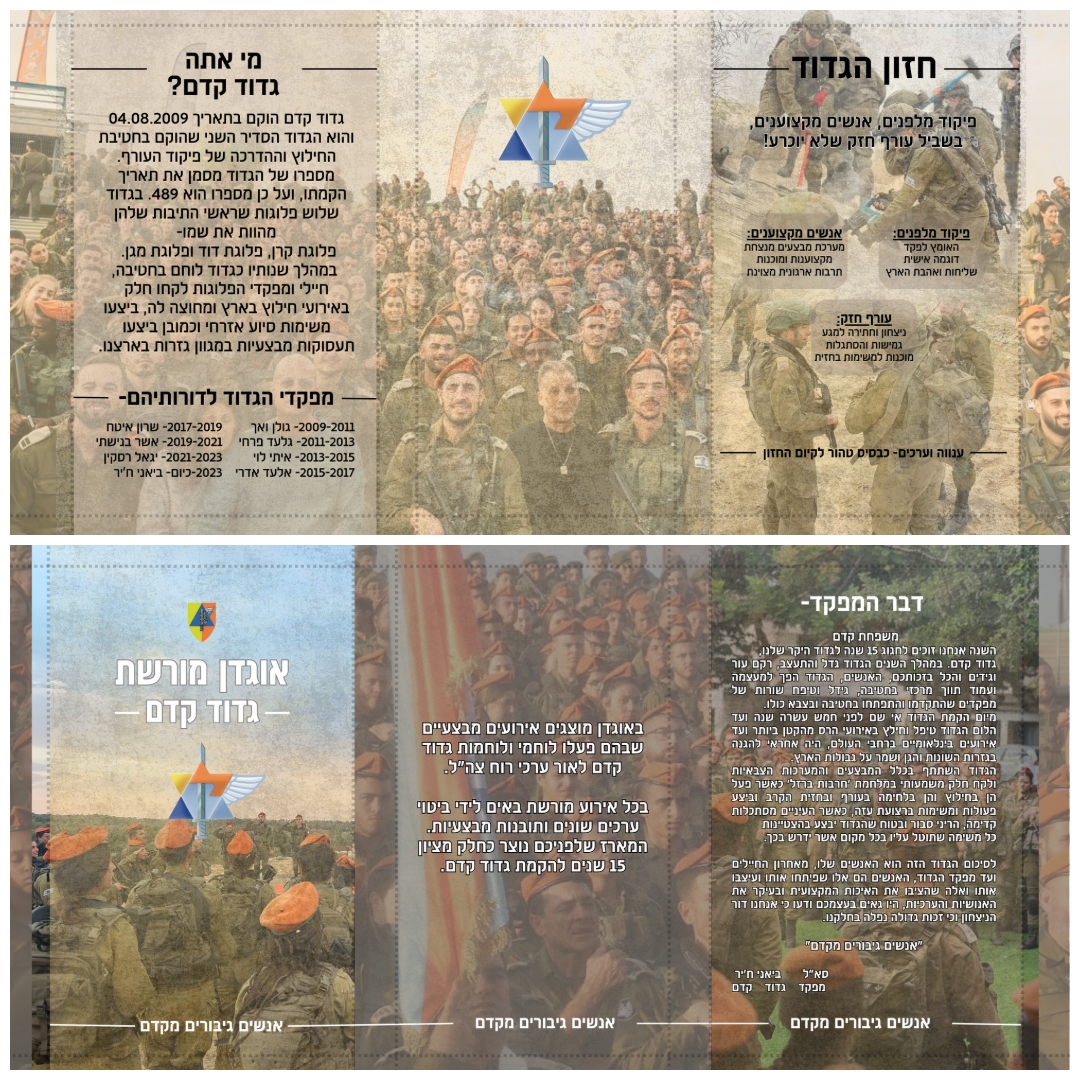 חזון הגדוד
פיקוד מלפנים, אנשים מקצוענים,
בשביל עורף חזק שלא יוכרע!
פיקוד מלפנים:
האומץ לפקד
דוגמה אישית
שליחות ואהבת הארץ
אנשים מקצוענים:
מערכת מבצעים מנצחת
מקצוענות ומוכנות
תרבות ארגונית מצוינת
עורף חזק:
ניצחון וחתירה למגע
גמישות והסתגלות
מוכנות למשימות בחזית
ענווה וערכים- כבסיס טהור לקיום החזון
מי אתה
גדוד קדם?
גדוד קדם הוקם בתאריך 04.08.2009
והוא הגדוד הסדיר השני שהוקם בחטיבת
החילוץ וההדרכה של פיקוד העורף.
מספרו של הגדוד מסמן את תאריך
הקמתו, ועל כן מספרו הוא 489. בגדוד
שלוש פלוגות שראשי התיבות שלהן
מהוות את שמו-
פלוגת קרן, פלוגת דוד ופלוגת מגן.
במהלך שנותיו כגדוד לוחם בחטיבה,
חיילי ומפקדי הפלוגות לקחו חלק
באירועי חילוץ בארץ ומחוצה לה, ביצעו
משימות סיוע אזרחי וכמובן ביצעו
תעסוקות מבצעיות במגוון גזרות בארצנו.
מפקדי הגדוד לדורותיהם-
2009-2011- גולן ואך
2011-2013- גלעד פרחי
2013-2015- איתי לוי
2015-2017- אלעד אדרי
2017-2019- שרון איטח
2019-2021- אשר בנישתי
2021-2023- יגאל רסקין
2023-כיום- ביאני ח'יר
דבר המפקד-
משפחת קדם
השנה אנחנו זוכים לחגוג 15 שנה לגדוד היקר שלנו,
גדוד קדם. במהלך השנים הגדוד גדל והתעצב, רקם עור
וגידים והכל בזכותכם, האנשים, הגדוד הפך למעצמה
ועמוד תווך מרכזי בחטיבה, גידל וטיפח שורות של
מפקדים שהתקדמו והתפתחו בחטיבה ובצבא כולו.
מיום הקמת הגדוד אי שם לפני חמש עשרה שנה ועד
הלום הגדוד טיפל וחילץ באירועי הרס מהקטן ביותר ועד
אירועים בינלאומיים ברחבי העולם, היה אחראי להגנה
בגזרות השונות והגן ושמר על גבולות הארץ.
הגדוד השתתף בכלל המבצעים והמערכות הצבאיות
ולקח חלק משמעותי במלחמת 'חרבות ברזל' כאשר פעל
הן בחילוץ והן בלחימה בעורף ובחזית הקרב וביצע
פעולות ומשימות ברצועת עזה, כאשר העיניים מסתכלות
קדימה, הריני סבור ובטוח שהגדוד יבצע בהצטיינות
כל משימה שתוטל עליו בכל מקום אשר ידרש בכך.
לסיכום הגדוד הזה הוא האנשים שלו, מאחרון החיילים
ועד מפקד הגדוד, האנשים הם אלו שפיתחו אותו ועיצבו
אותו ואלה שהציבו את האיכות המקצועית ובעיקר את
האנושיות והערכיות, היו גאים בעצמכם ודעו כי אנחנו דור
הניצחון וכי זכות גדולה נפלה בחלקנו.
"אנשים גיבורים מקדם"
סא"ל ביאני ח'יר
מפקד גדוד קדם
אנשים גיבורים מקדם
באוגדן מוצגים אירועים מבצעיים
שבהם פעלו לוחמי ולוחמות גדוד
קדם לאור ערכי רוח צה"ל.
בכל אירוע מורשת באים לידי ביטוי
ערכים שונים ותובנות מבצעיות.
המארז שלפניכם נוצר כחלק מציון
15 שנים להקמת גדוד קדם.
אנשים גיבורים מקדם
אוגדן מורשת
גדוד קדם
אנשים גיבורים מקדם